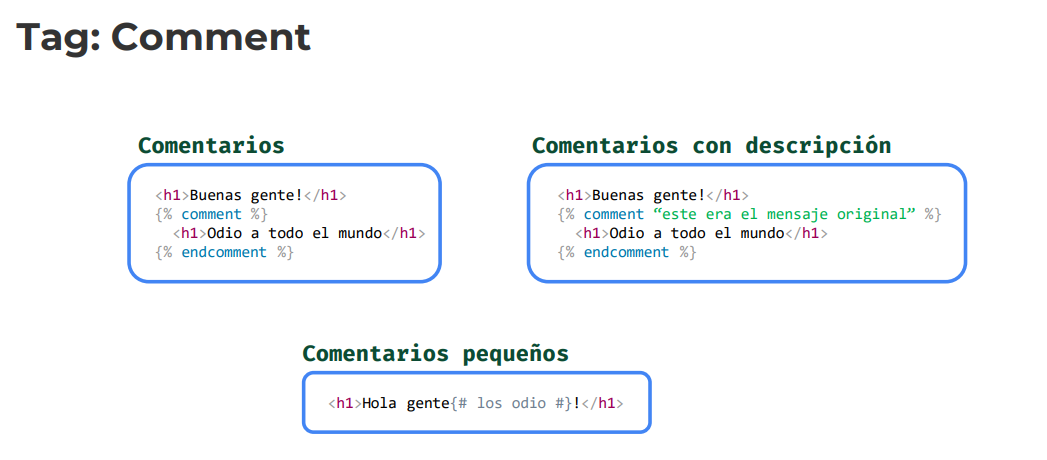 Tag: Comment
Comentarios
<h1>Buenas gente!</h1>
{% comment %}
<h1>Odio a todo el mundo</h1>
{% endcomment %}
Comentarios con descripción
<h1>Buenas gente!</h1>
{% comment “este era el mensaje original” %}
<h1>Odio a todo el mundo</h1>
{% endcomment %}
Comentarios pequeños
<h1>Hola gente{# los odio #}!</h1>